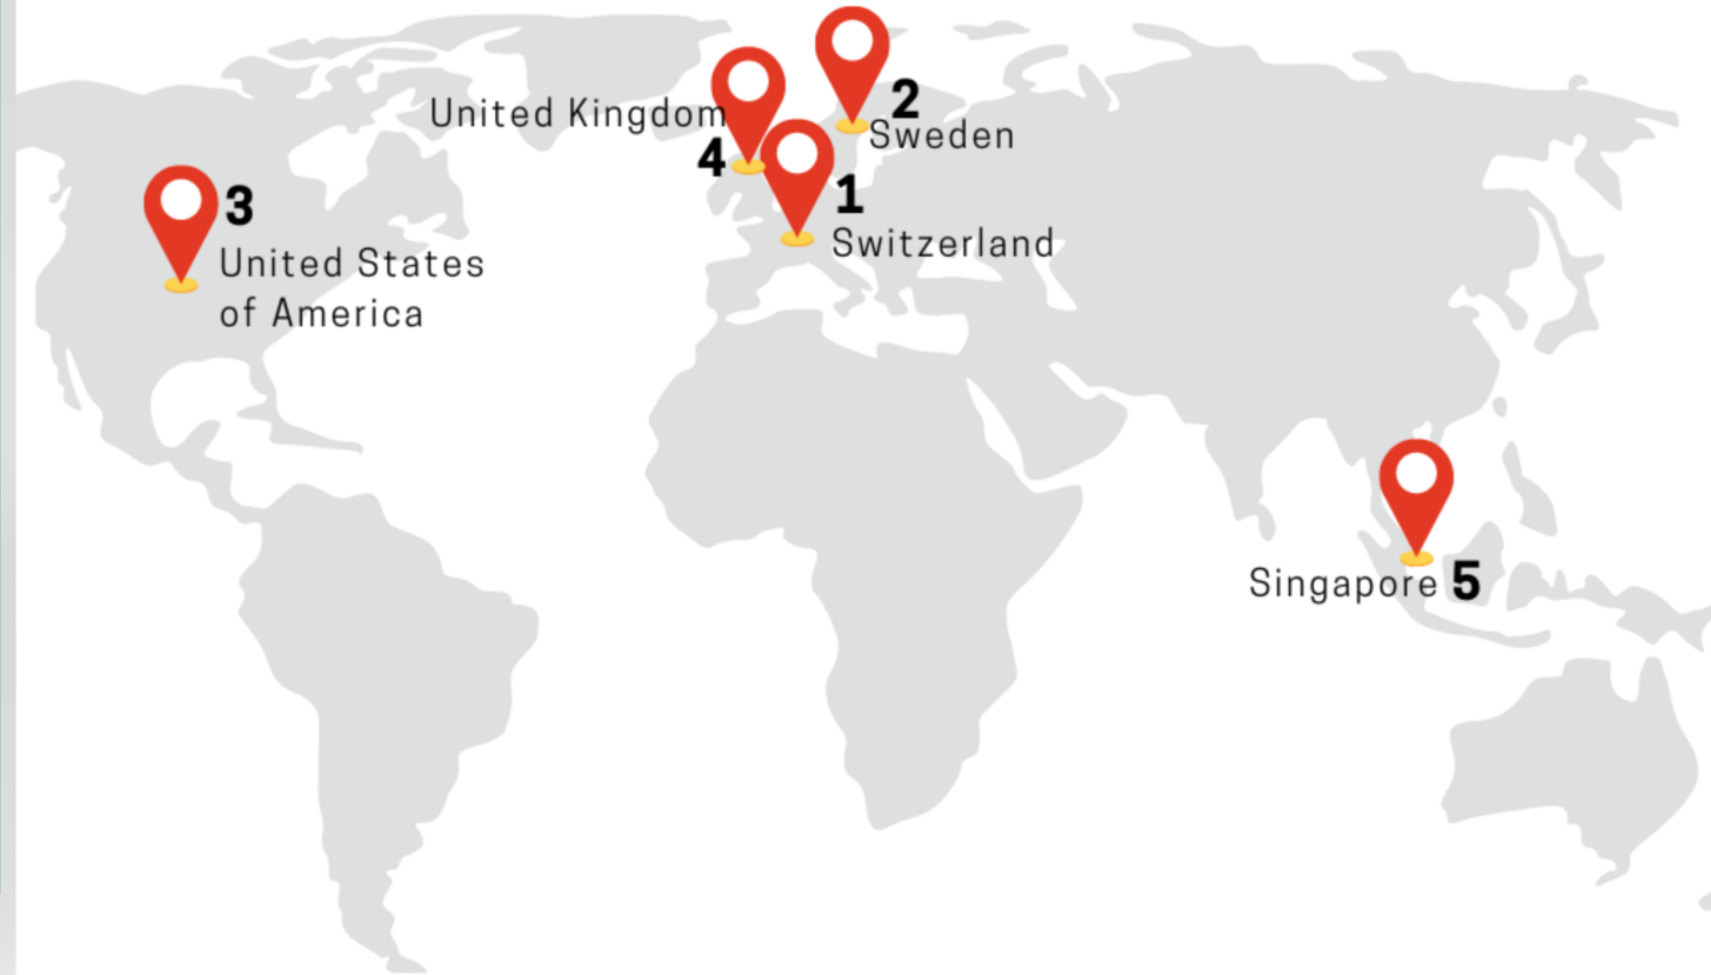 United Kingdom
4
2
Sweden
1
Switzerland
3
United States
of America
Singapore 5